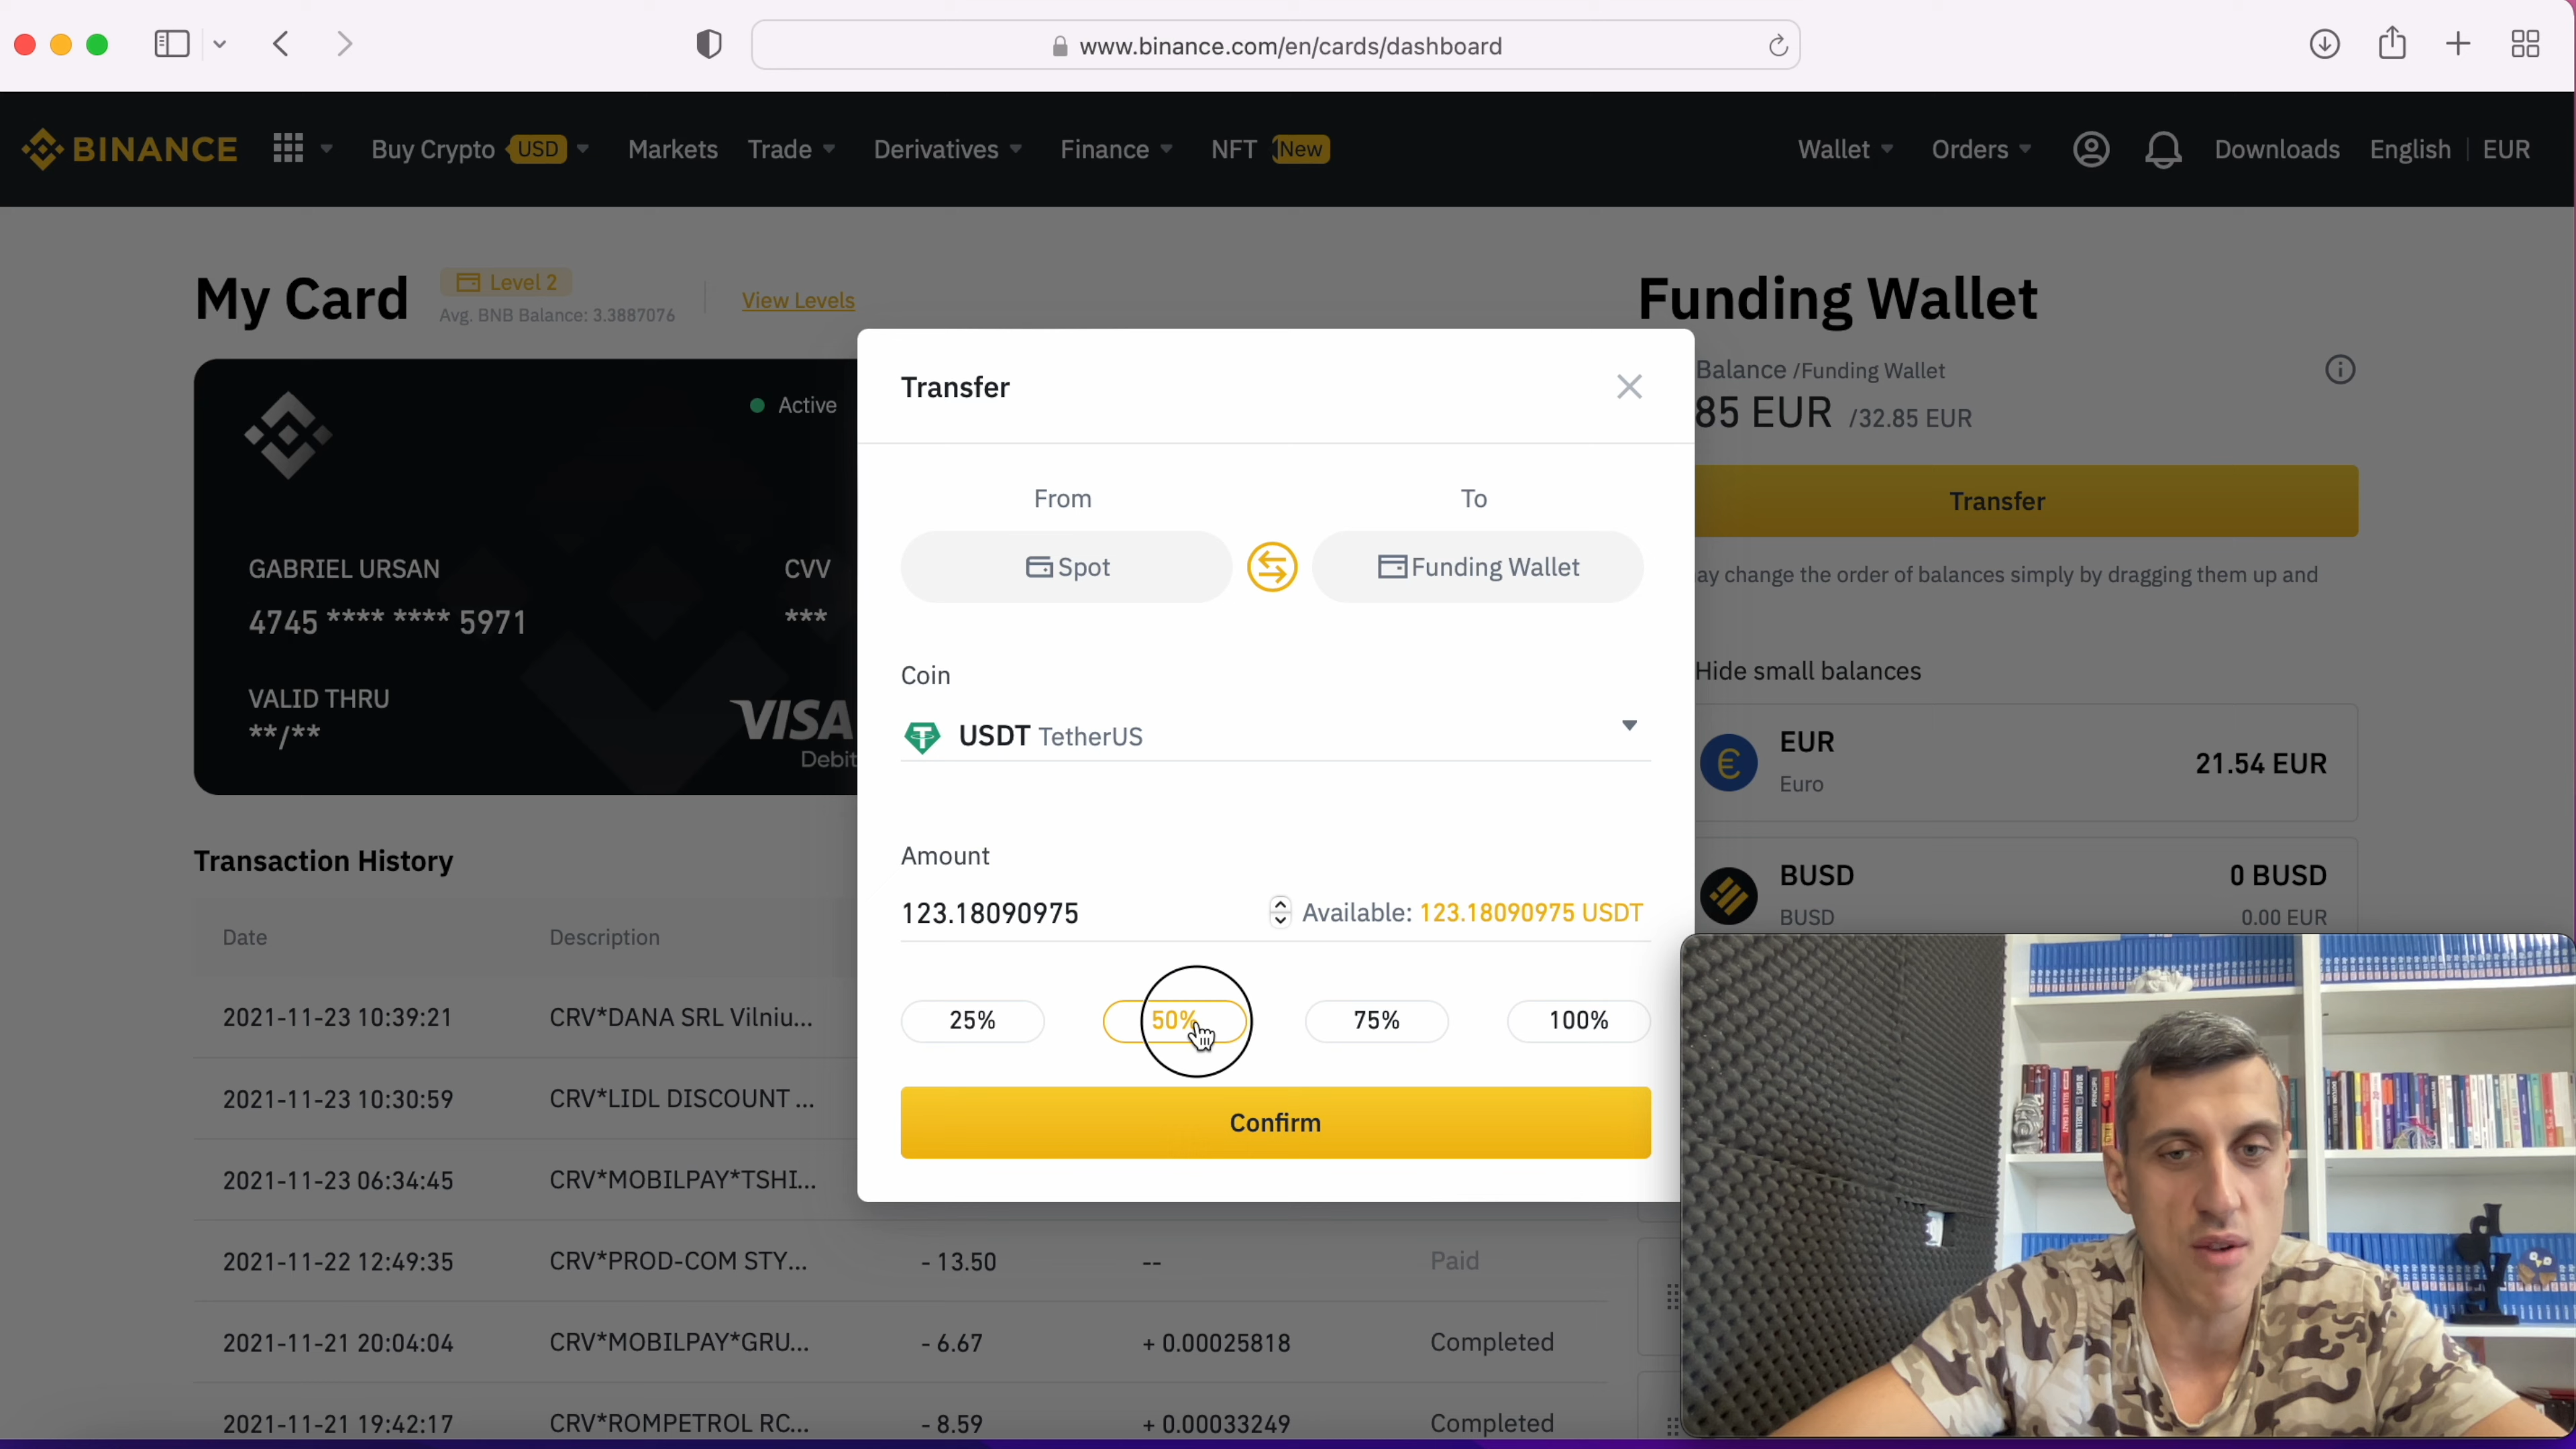 www.binance.com/en/cards/dashboard
BINANCE Buy Crypto USD Markets Trade Derivatives Finance NFT New Wallet Orders Downloads English EUR
My Card
Level 2
Avg. BNB Balance: 3.3887076
View Levels
Active
GABRIEL URSAN CVV
4745 **** **** 5971 ***
VALID THRU
**/**
VISA
Debit
Transaction History
Date Description
2021-11-23 10:39:21 CRV*DANA SRL Vilniu...
2021-11-23 10:30:59 CRV*LIDL DISCOUNT ...
2021-11-23 06:34:45 CRV*MOBILPAY*TSHI...
2021-11-22 12:49:35 CRV*PROD-COM STY... - 13.50 -- Paid
2021-11-21 20:04:04 CRV*MOBILPAY*GRU... - 6.67 + 0.00025818 Completed
2021-11-21 19:42:17 CRV*ROMPETROL RC... - 8.59 + 0.00033249 Completed
Transfer
From To
Spot Funding Wallet
Coin
USDT TetherUS
Amount
123.18090975 Available: 123.18090975 USDT
25% 50% 75% 100%
Confirm
Funding Wallet
Balance /Funding Wallet
85 EUR /32.85 EUR
Transfer
ay change the order of balances simply by dragging them up and
Hide small balances
EUR 21.54 EUR
Euro
BUSD 0 BUSD
BUSD 0.00 EUR